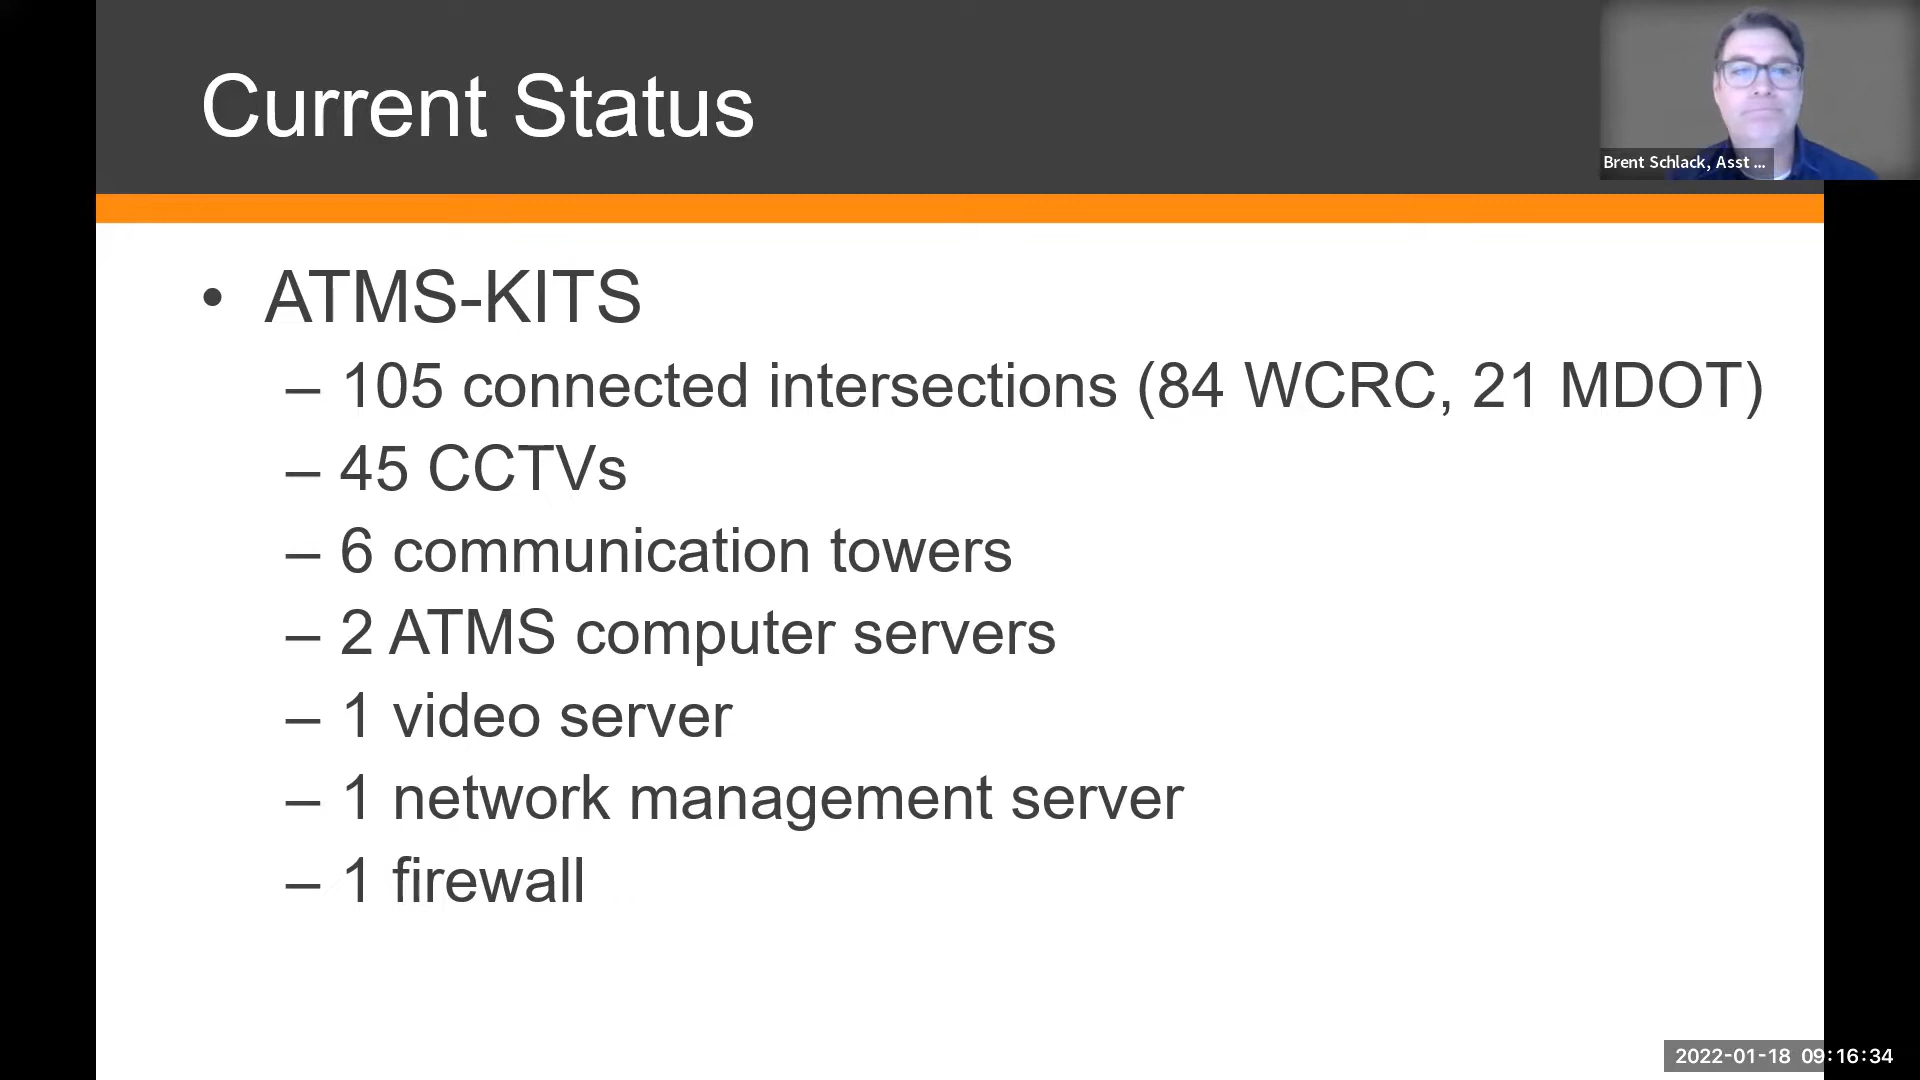 Current Status
Brent Schlack, Asst ...
• ATMS-KITS
– 105 connected intersections (84 WCRC, 21 MDOT)
– 45 CCTVs
– 6 communication towers
– 2 ATMS computer servers
– 1 video server
– 1 network management server
– 1 firewall
2022-01-18 09:16:34